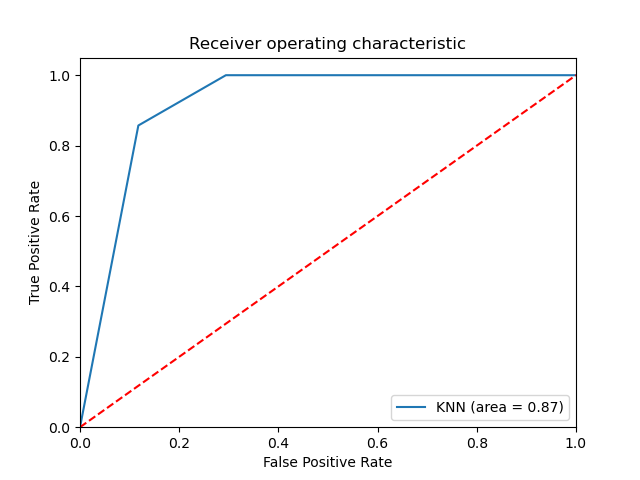 Receiver operating characteristic
True Positive Rate
1.0
0.8
0.6
0.4
0.2
0.0
0.0 0.2 0.4 0.6 0.8 1.0
False Positive Rate
KNN (area = 0.87)